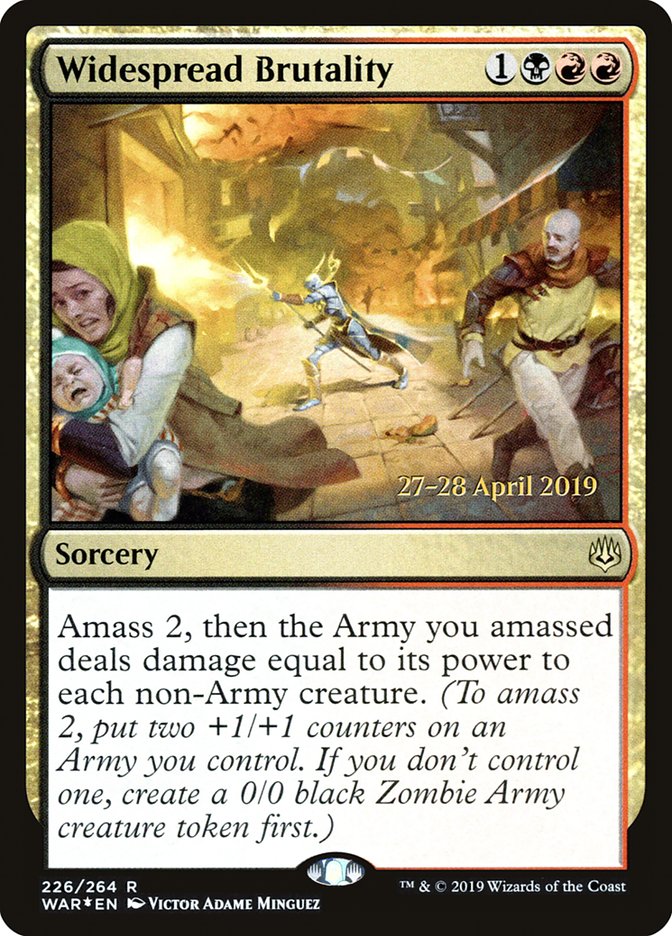 Widespread Brutality 1
27–28 April 2019
Sorcery
Amass 2, then the Army you amassed
deals damage equal to its power to
each non-Army creature. (To amass
2, put two +1/+1 counters on an
Army you control. If you don't control
one, create a 0/0 black Zombie Army
creature token first.)
226/264 R
WAR★EN Victor Adame Minguez
™ & © 2019 Wizards of the Coast